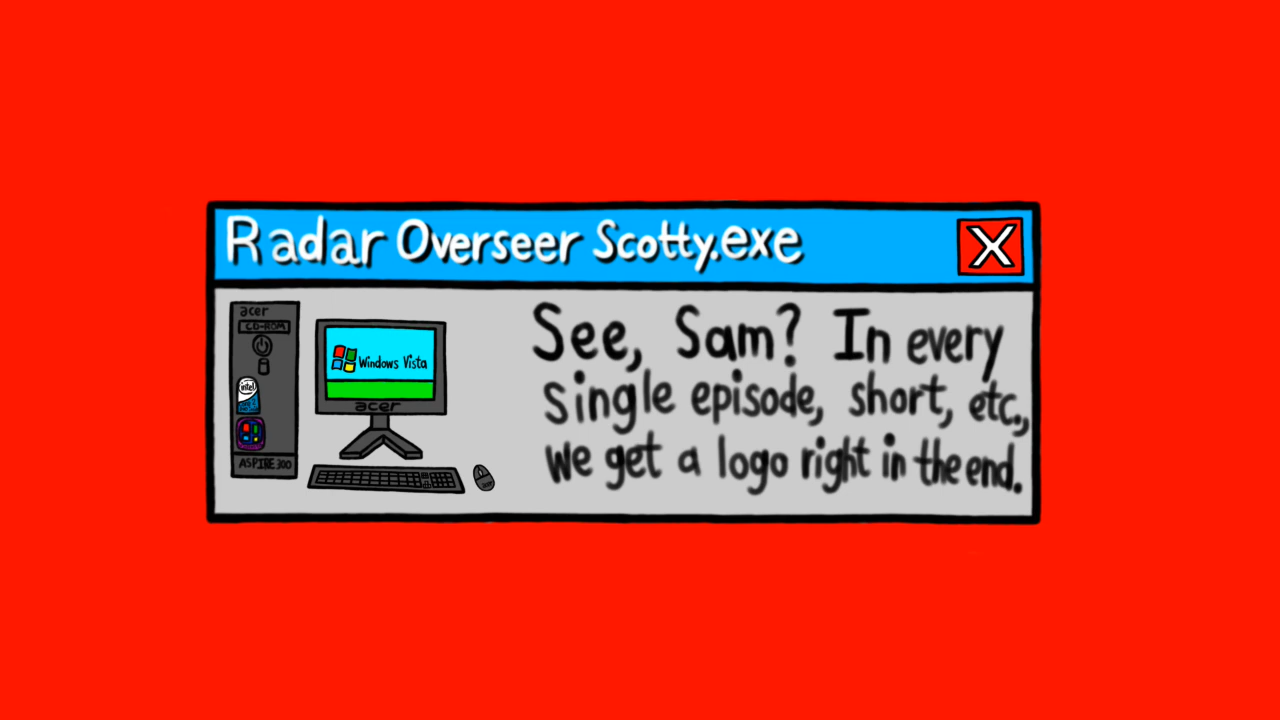 Radar Overseer Scotty.exe
X
acer
CD-ROM
intel
ASPIRE 300
Windows Vista
acer
See, Sam? In every
single episode, short, etc.,
we get a logo right in the end.